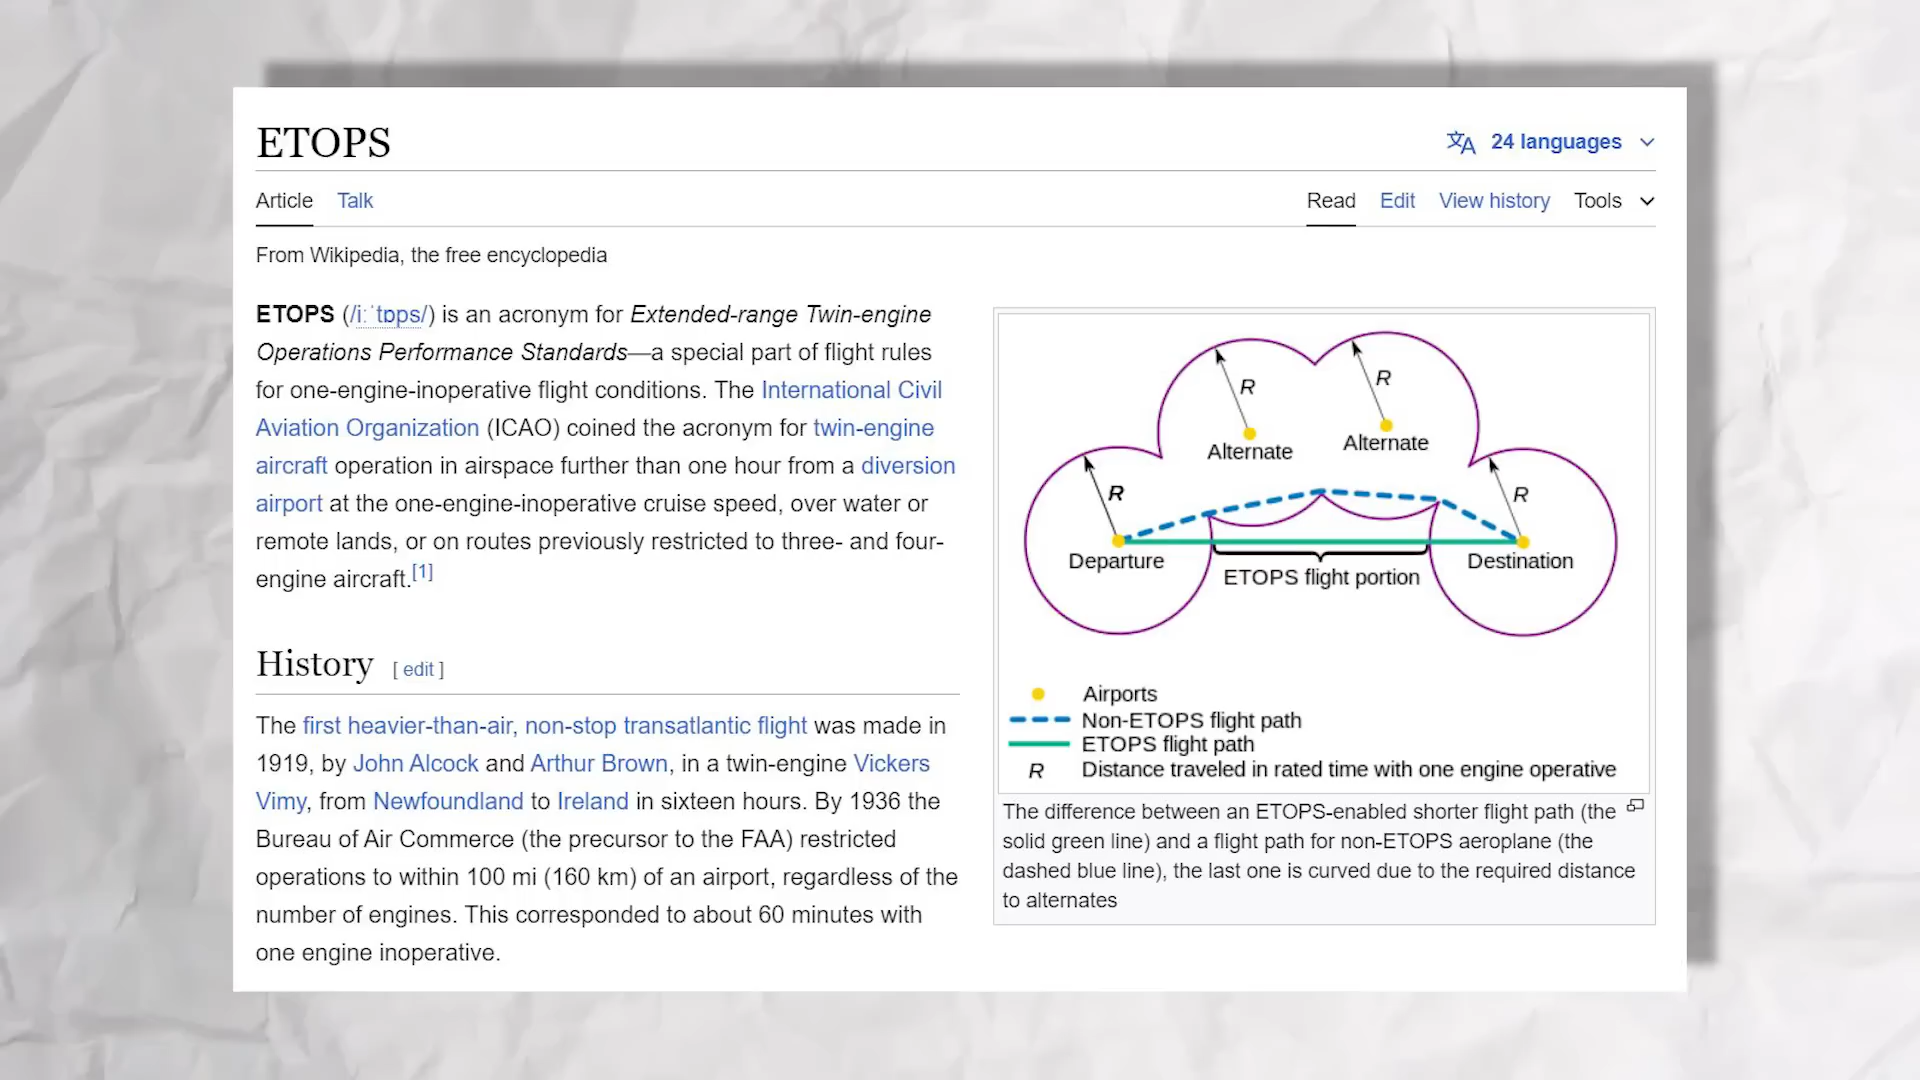 ETOPS
24 languages
Article Talk
Read Edit View history Tools
From Wikipedia, the free encyclopedia
ETOPS (/iːˈtɒps/) is an acronym for Extended-range Twin-engine
Operations Performance Standards—a special part of flight rules
for one-engine-inoperative flight conditions. The International Civil
Aviation Organization (ICAO) coined the acronym for twin-engine
aircraft operation in airspace further than one hour from a diversion
airport at the one-engine-inoperative cruise speed, over water or
remote lands, or on routes previously restricted to three- and four-
engine aircraft.[1]
History [ edit ]
The first heavier-than-air, non-stop transatlantic flight was made in
1919, by John Alcock and Arthur Brown, in a twin-engine Vickers
Vimy, from Newfoundland to Ireland in sixteen hours. By 1936 the
Bureau of Air Commerce (the precursor to the FAA) restricted
operations to within 100 mi (160 km) of an airport, regardless of the
number of engines. This corresponded to about 60 minutes with
one engine inoperative.
R
R
Alternate
Alternate
R
R
Departure
Destination
ETOPS flight portion
Airports
Non-ETOPS flight path
ETOPS flight path
R Distance traveled in rated time with one engine operative
The difference between an ETOPS-enabled shorter flight path (the
solid green line) and a flight path for non-ETOPS aeroplane (the
dashed blue line), the last one is curved due to the required distance
to alternates